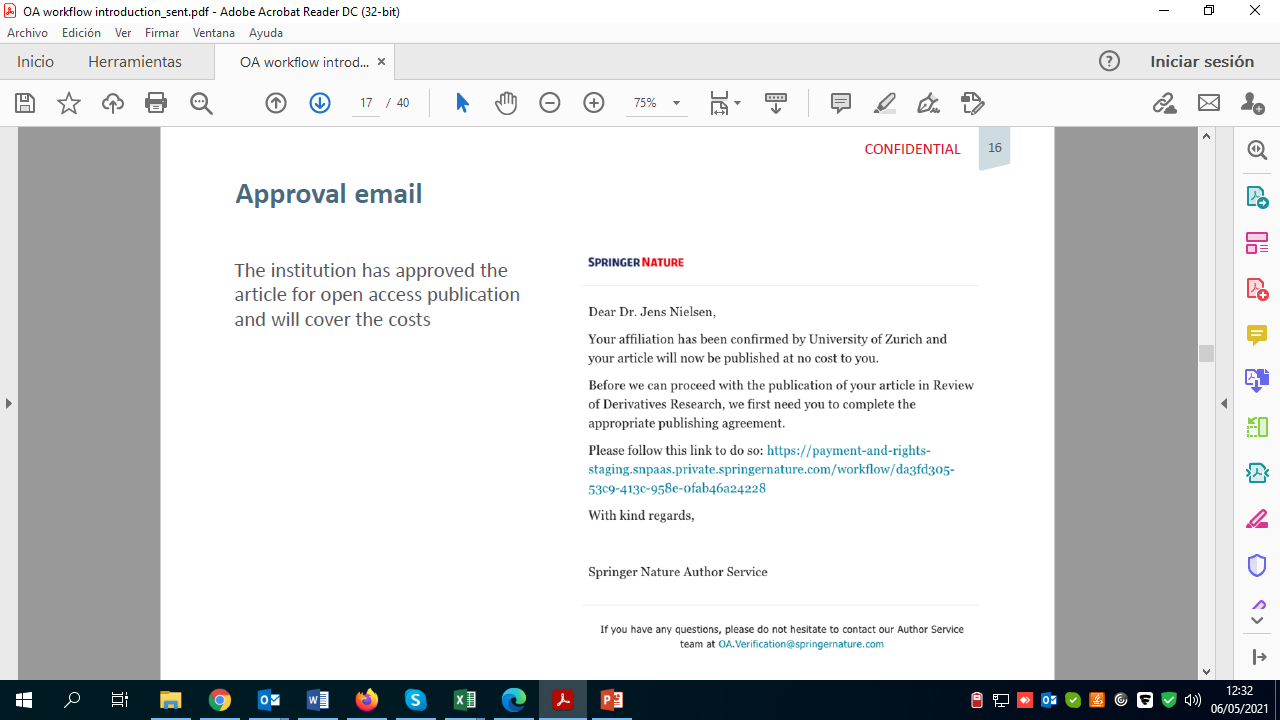 OA workflow introduction_sent.pdf - Adobe Acrobat Reader DC (32-bit)
Archivo Edición Ver Firmar Ventana Ayuda
Inicio Herramientas OA workflow introd... × ? Iniciar sesión
17 / 40 75%
CONFIDENTIAL 16
Approval email
The institution has approved the
article for open access publication
and will cover the costs
SPRINGER NATURE
Dear Dr. Jens Nielsen,
Your affiliation has been confirmed by University of Zurich and
your article will now be published at no cost to you.
Before we can proceed with the publication of your article in Review
of Derivatives Research, we first need you to complete the
appropriate publishing agreement.
Please follow this link to do so: https://payment-and-rights-
staging.snpaas.private.springernature.com/workflow/da3fd305-
53c9-413c-958e-0fab46a24228
With kind regards,
Springer Nature Author Service
If you have any questions, please do not hesitate to contact our Author Service
team at OA.Verification@springernature.com
12:32
06/05/2021